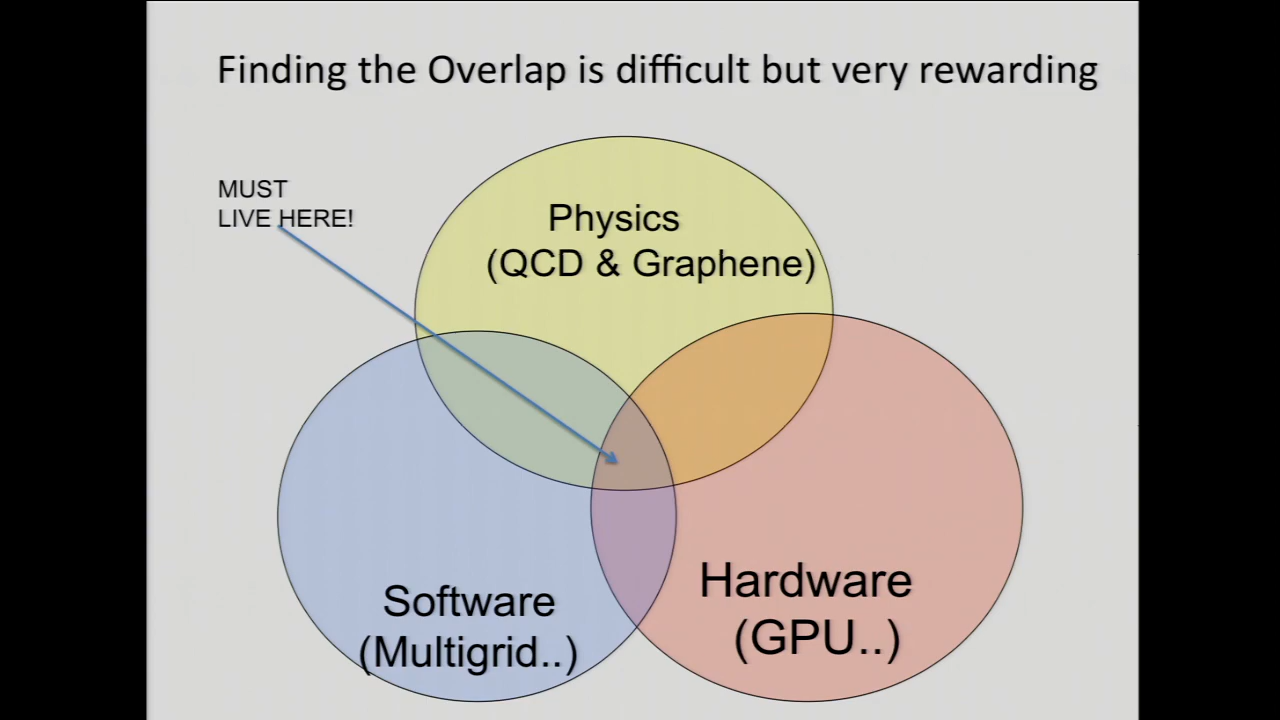 Finding the Overlap is difficult but very rewarding
MUST
LIVE HERE!
Physics
(QCD & Graphene)
Software
(Multigrid..)
Hardware
(GPU..)